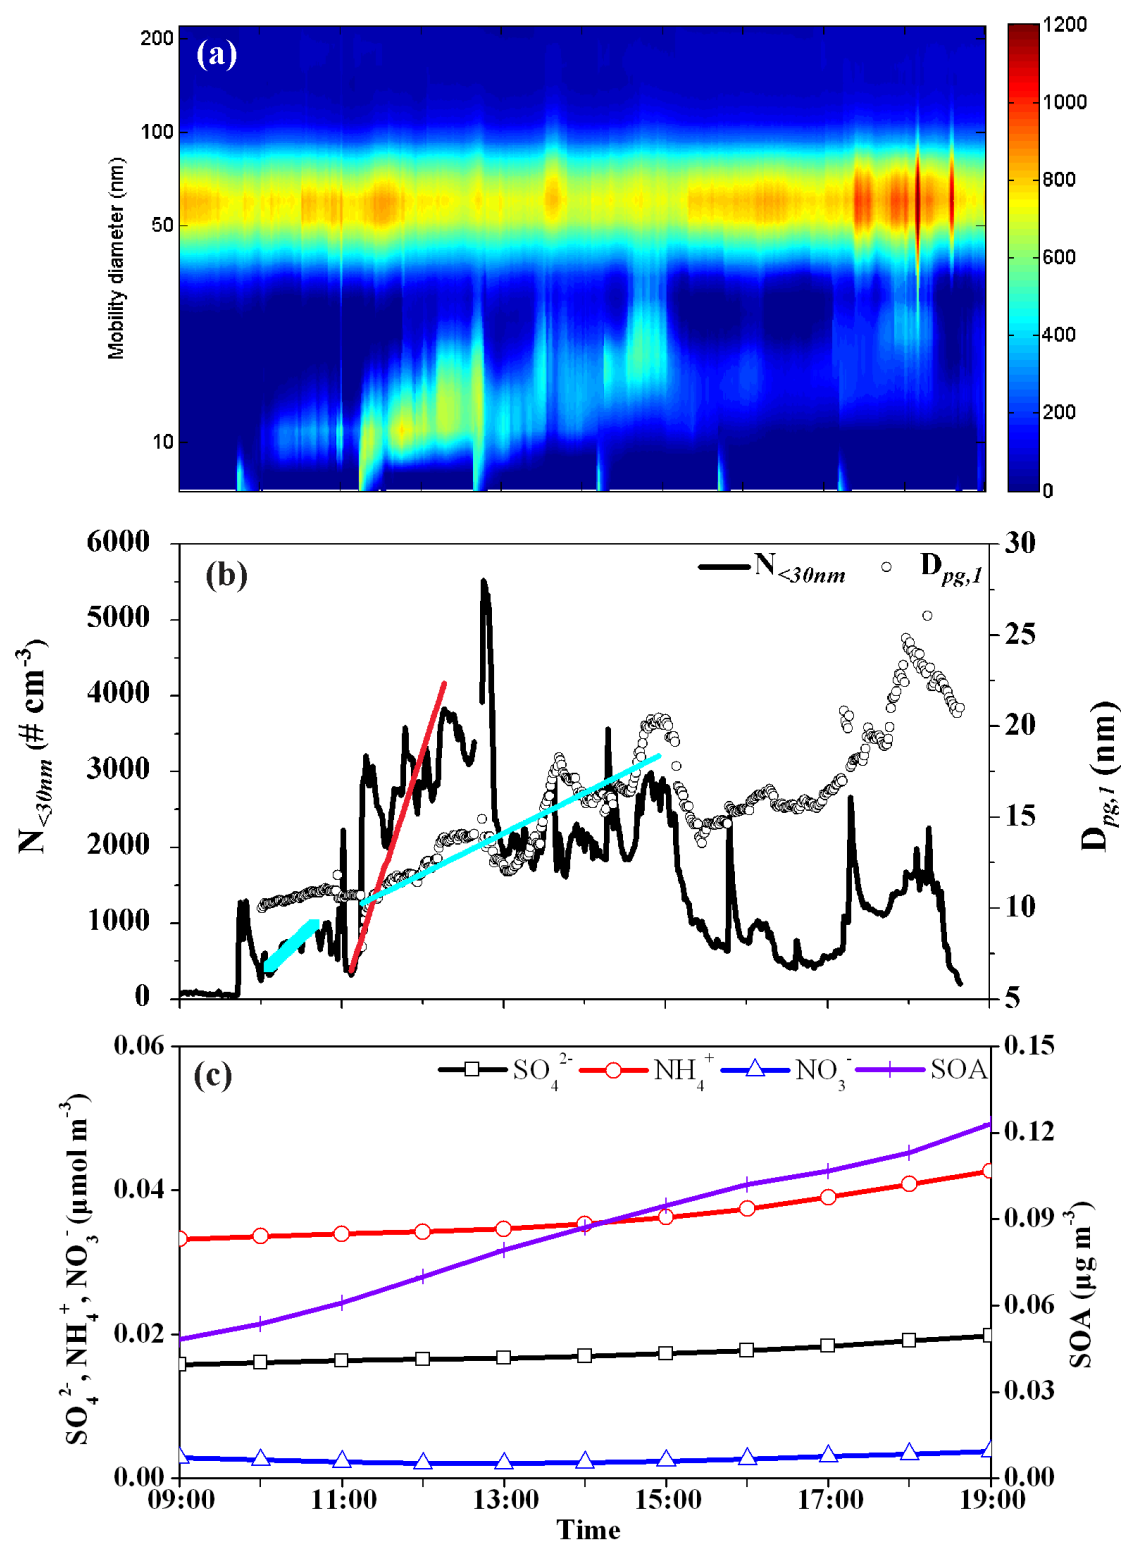 (a)
200
100
50
10
Mobility diameter (nm)
1200
1000
800
600
400
200
0
(b)
N<30nm
Dpg,1
6000
5000
4000
3000
2000
1000
0
N<30nm (# cm-3)
30
25
20
15
10
5
Dpg,1 (nm)
(c)
SO4 2-
NH4 +
NO3 -
SOA
0.06
0.04
0.02
0.00
SO4 2-, NH4 +, NO3 - (μmol m-3)
0.15
0.12
0.09
0.06
0.03
0.00
SOA (μg m-3)
09:00 11:00 13:00 15:00 17:00 19:00
Time